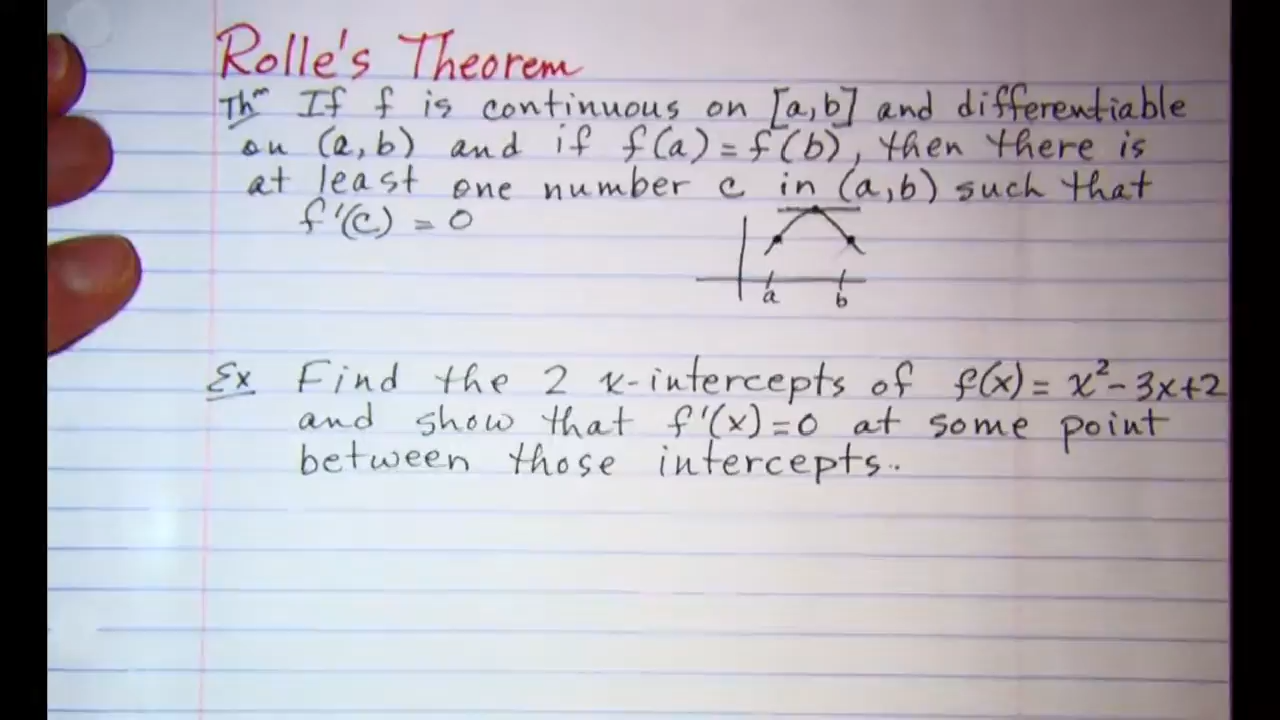 Rolle's Theorem
Thm If f is continuous on [a,b] and differentiable
on (a,b) and if f(a) = f(b), then there is
at least one number c in (a,b) such that
f'(c) = 0
a b
Ex Find the 2 x-intercepts of f(x) = x² - 3x+2
and show that f'(x) = 0 at some point
between those intercepts..